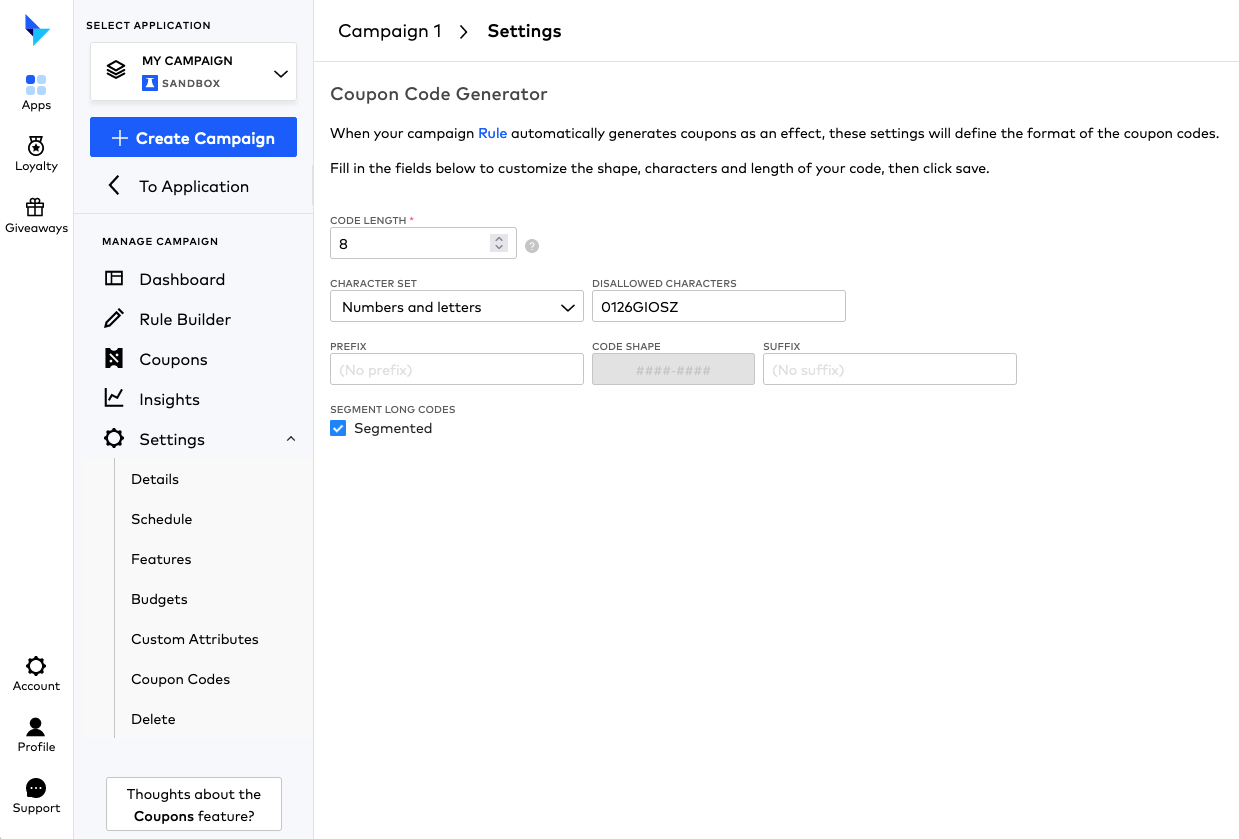 Apps
Loyalty
Giveaways
Account
Profile
Support
SELECT APPLICATION
MY CAMPAIGN
SANDBOX
Create Campaign
To Application
MANAGE CAMPAIGN
Dashboard
Rule Builder
Coupons
Insights
Settings
Details
Schedule
Features
Budgets
Custom Attributes
Coupon Codes
Delete
Thoughts about the
Coupons feature?
Campaign 1 > Settings
Coupon Code Generator
When your campaign Rule automatically generates coupons as an effect, these settings will define the format of the coupon codes.
Fill in the fields below to customize the shape, characters and length of your code, then click save.
CODE LENGTH *
8
?
CHARACTER SET DISALLOWED CHARACTERS
Numbers and letters 0126GIOSZ
PREFIX CODE SHAPE SUFFIX
(No prefix) ####-#### (No suffix)
SEGMENT LONG CODES
Segmented